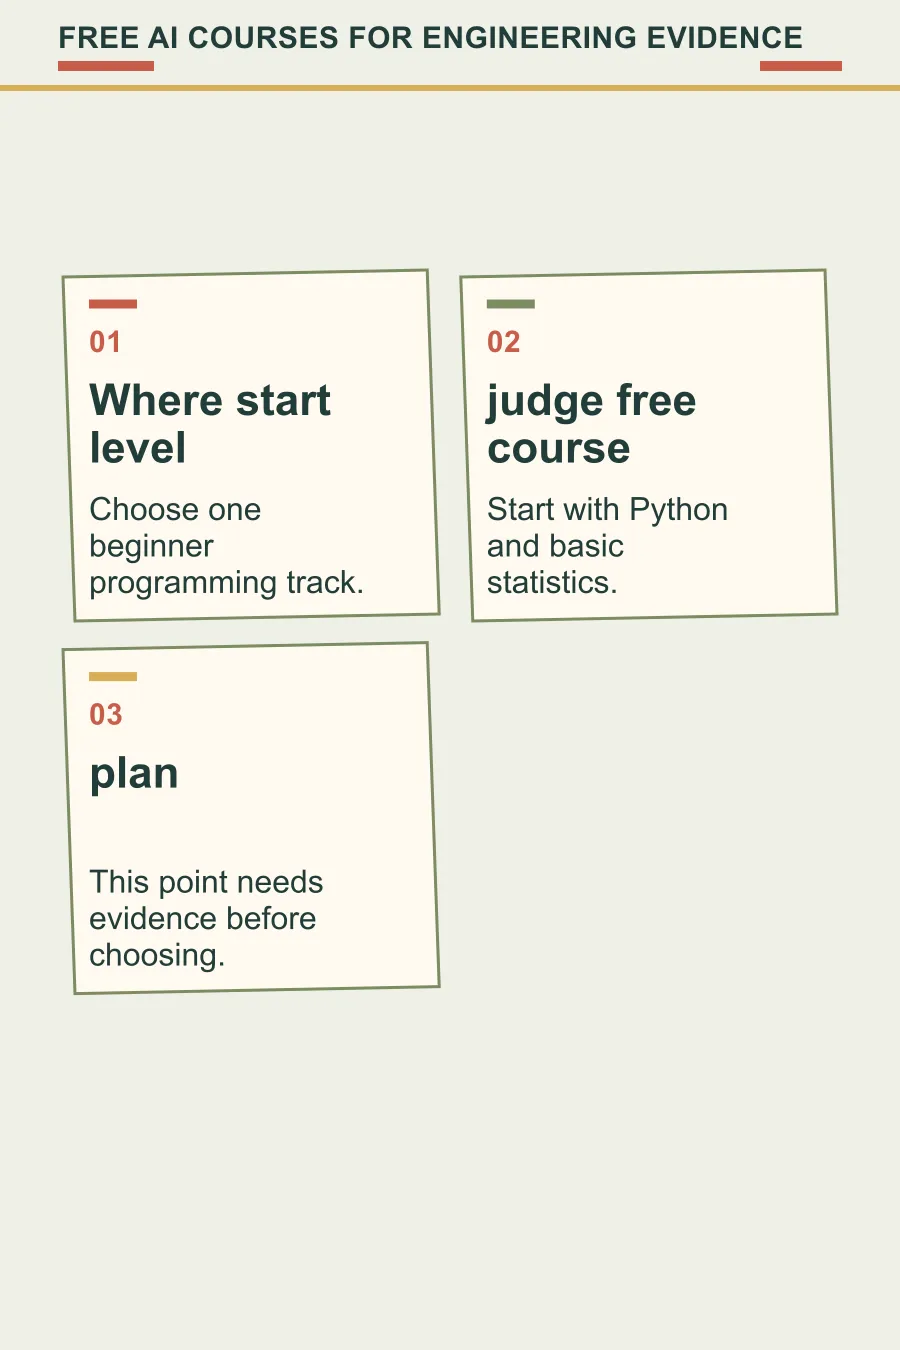 FREE AI COURSES FOR ENGINEERING EVIDENCE
01
Where start
level
Choose one
beginner
programming track.
02
judge free
course
Start with Python
and basic
statistics.
03
plan
This point needs
evidence before
choosing.